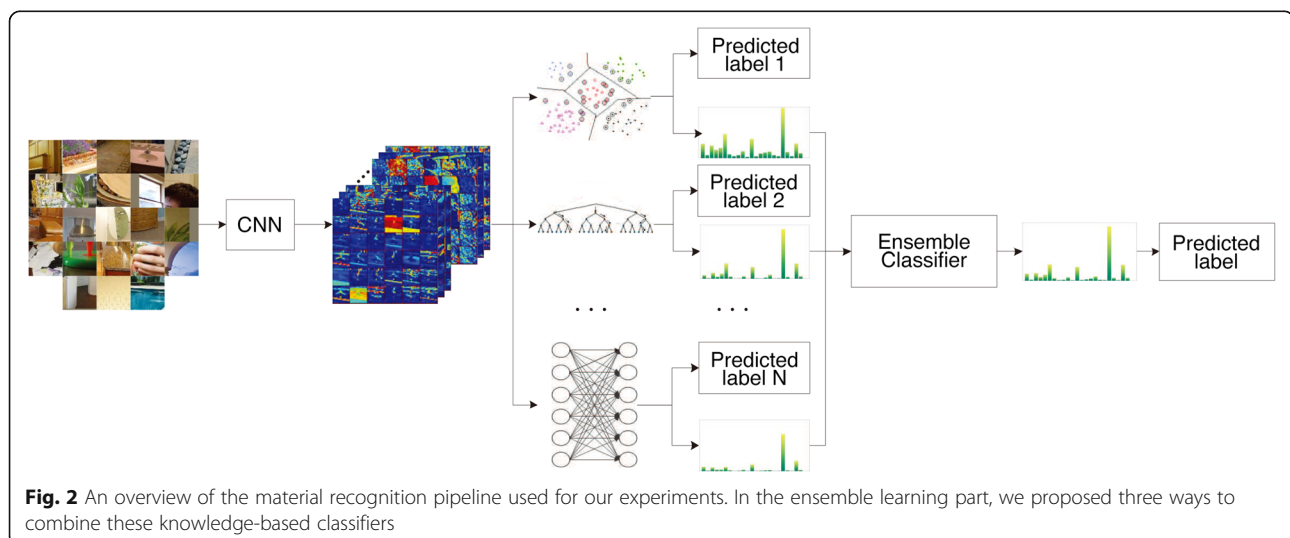 CNN
Predicted
label 1
Predicted
label 2
. . .
. . .
Predicted
label N
Ensemble
Classifier
Predicted
label
Fig. 2 An overview of the material recognition pipeline used for our experiments. In the ensemble learning part, we proposed three ways to
combine these knowledge-based classifiers